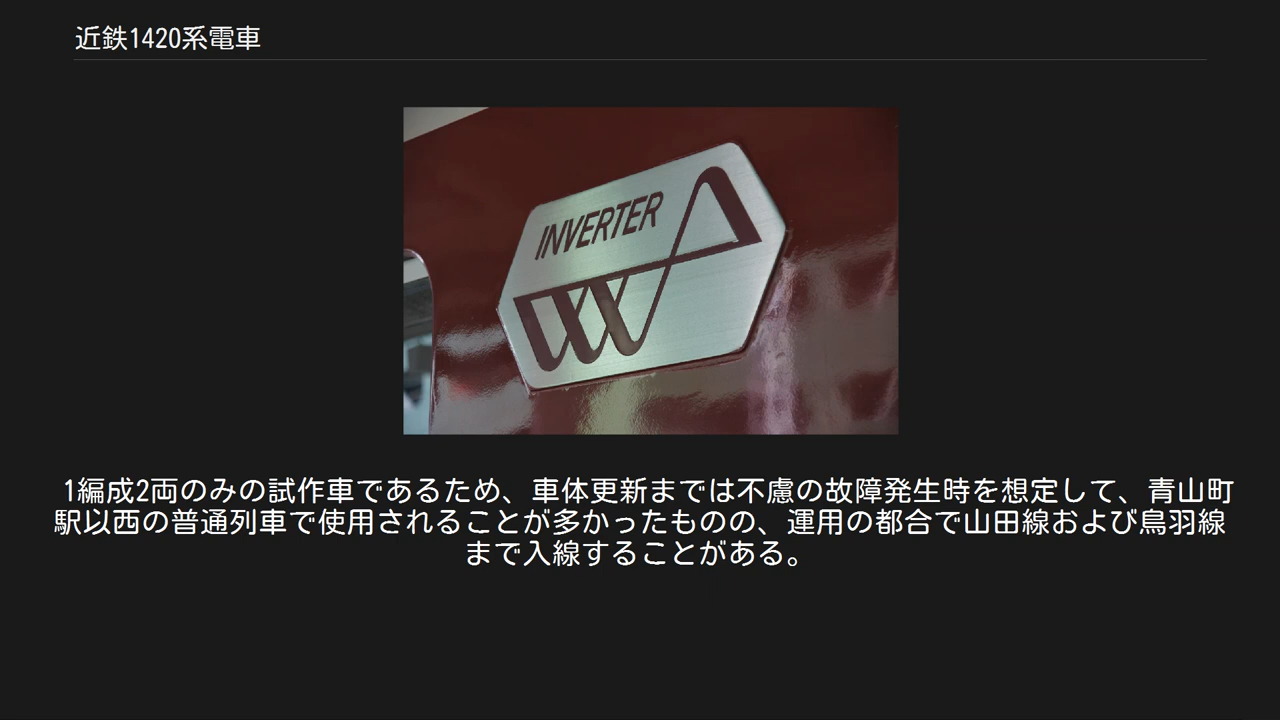 近鉄1420系電車
INVERTER
1編成2両のみの試作車であるため、車体更新までは不慮の故障発生時を想定して、青山町
駅以西の普通列車で使用されることが多かったものの、運用の都合で山田線および鳥羽線
まで入線することがある。